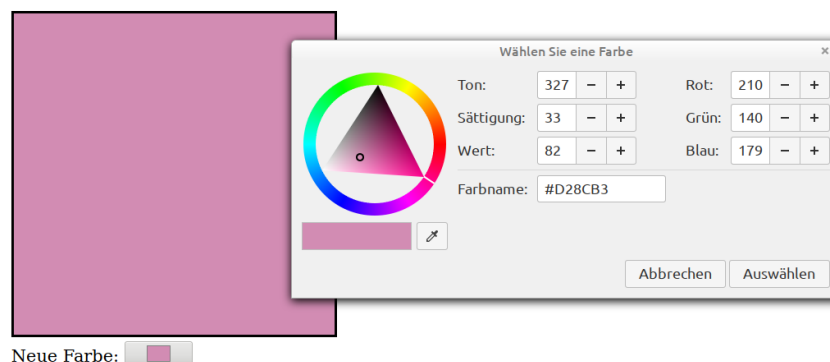 Wählen Sie eine Farbe ×
Ton: 327 − + Rot: 210 − +
Sättigung: 33 − + Grün: 140 − +
Wert: 82 − + Blau: 179 − +
Farbname: #D28CB3
Abbrechen Auswählen
Neue Farbe: